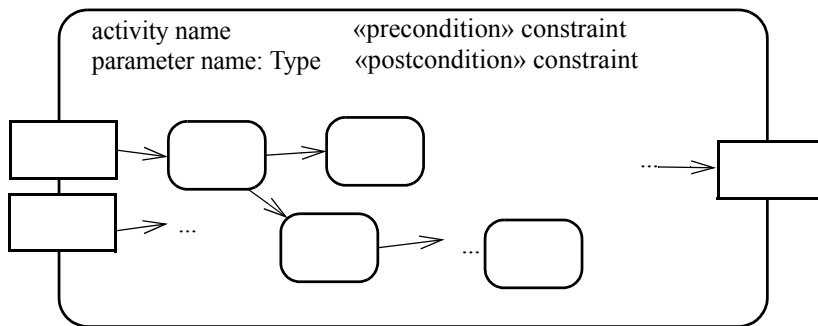 activity name «precondition» constraint
parameter name: Type «postcondition» constraint
...
...
...